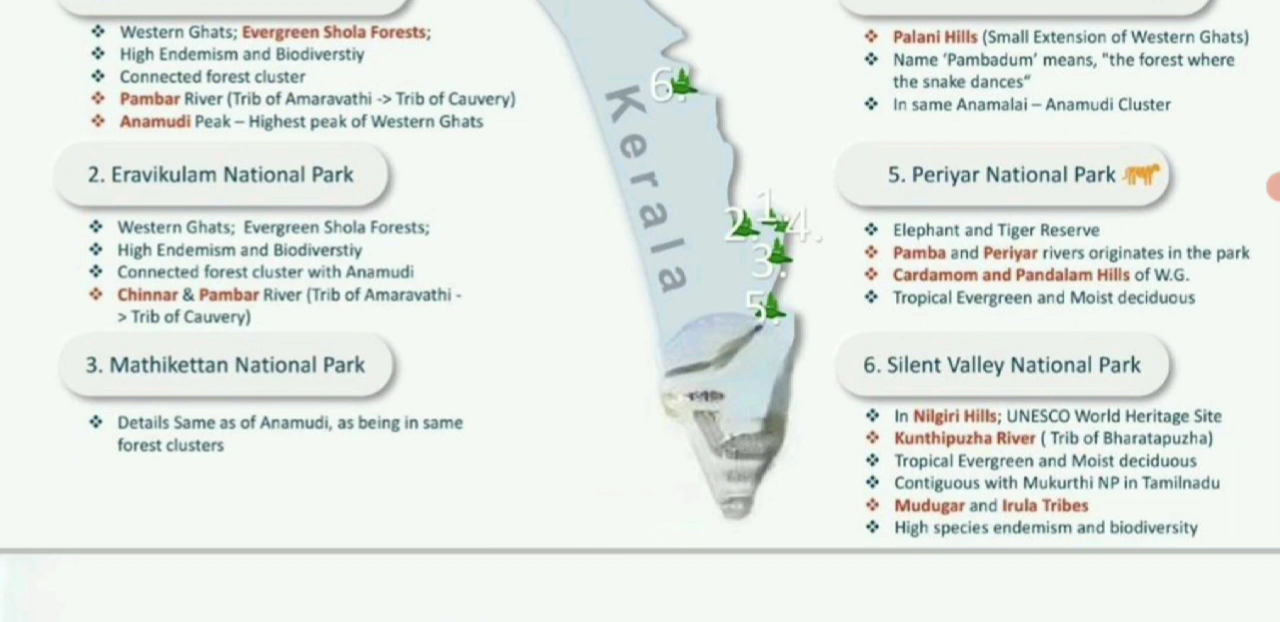 Western Ghats; Evergreen Shola Forests;
High Endemism and Biodiverstiy
Connected forest cluster
Pambar River (Trib of Amaravathi -> Trib of Cauvery)
Anamudi Peak – Highest peak of Western Ghats
2. Eravikulam National Park
Western Ghats; Evergreen Shola Forests;
High Endemism and Biodiverstiy
Connected forest cluster with Anamudi
Chinnar & Pambar River (Trib of Amaravathi -
> Trib of Cauvery)
3. Mathikettan National Park
Details Same as of Anamudi, as being in same
forest clusters
Kerala
6.
1.
2.
4.
3.
5.
Palani Hills (Small Extension of Western Ghats)
Name ‘Pambadum’ means, "the forest where
the snake dances“
In same Anamalai – Anamudi Cluster
5. Periyar National Park
Elephant and Tiger Reserve
Pamba and Periyar rivers originates in the park
Cardamom and Pandalam Hills of W.G.
Tropical Evergreen and Moist deciduous
6. Silent Valley National Park
In Nilgiri Hills; UNESCO World Heritage Site
Kunthipuzha River ( Trib of Bharatapuzha)
Tropical Evergreen and Moist deciduous
Contiguous with Mukurthi NP in Tamilnadu
Mudugar and Irula Tribes
High species endemism and biodiversity